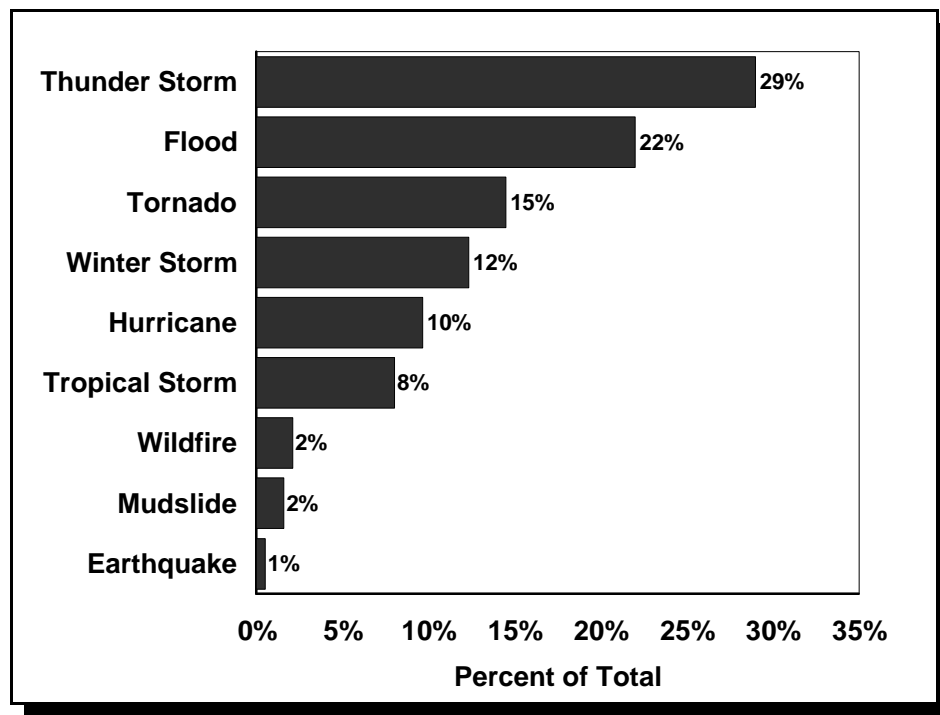 Thunder Storm 29%
Flood 22%
Tornado 15%
Winter Storm 12%
Hurricane 10%
Tropical Storm 8%
Wildfire 2%
Mudslide 2%
Earthquake 1%
0% 5% 10% 15% 20% 25% 30% 35%
Percent of Total